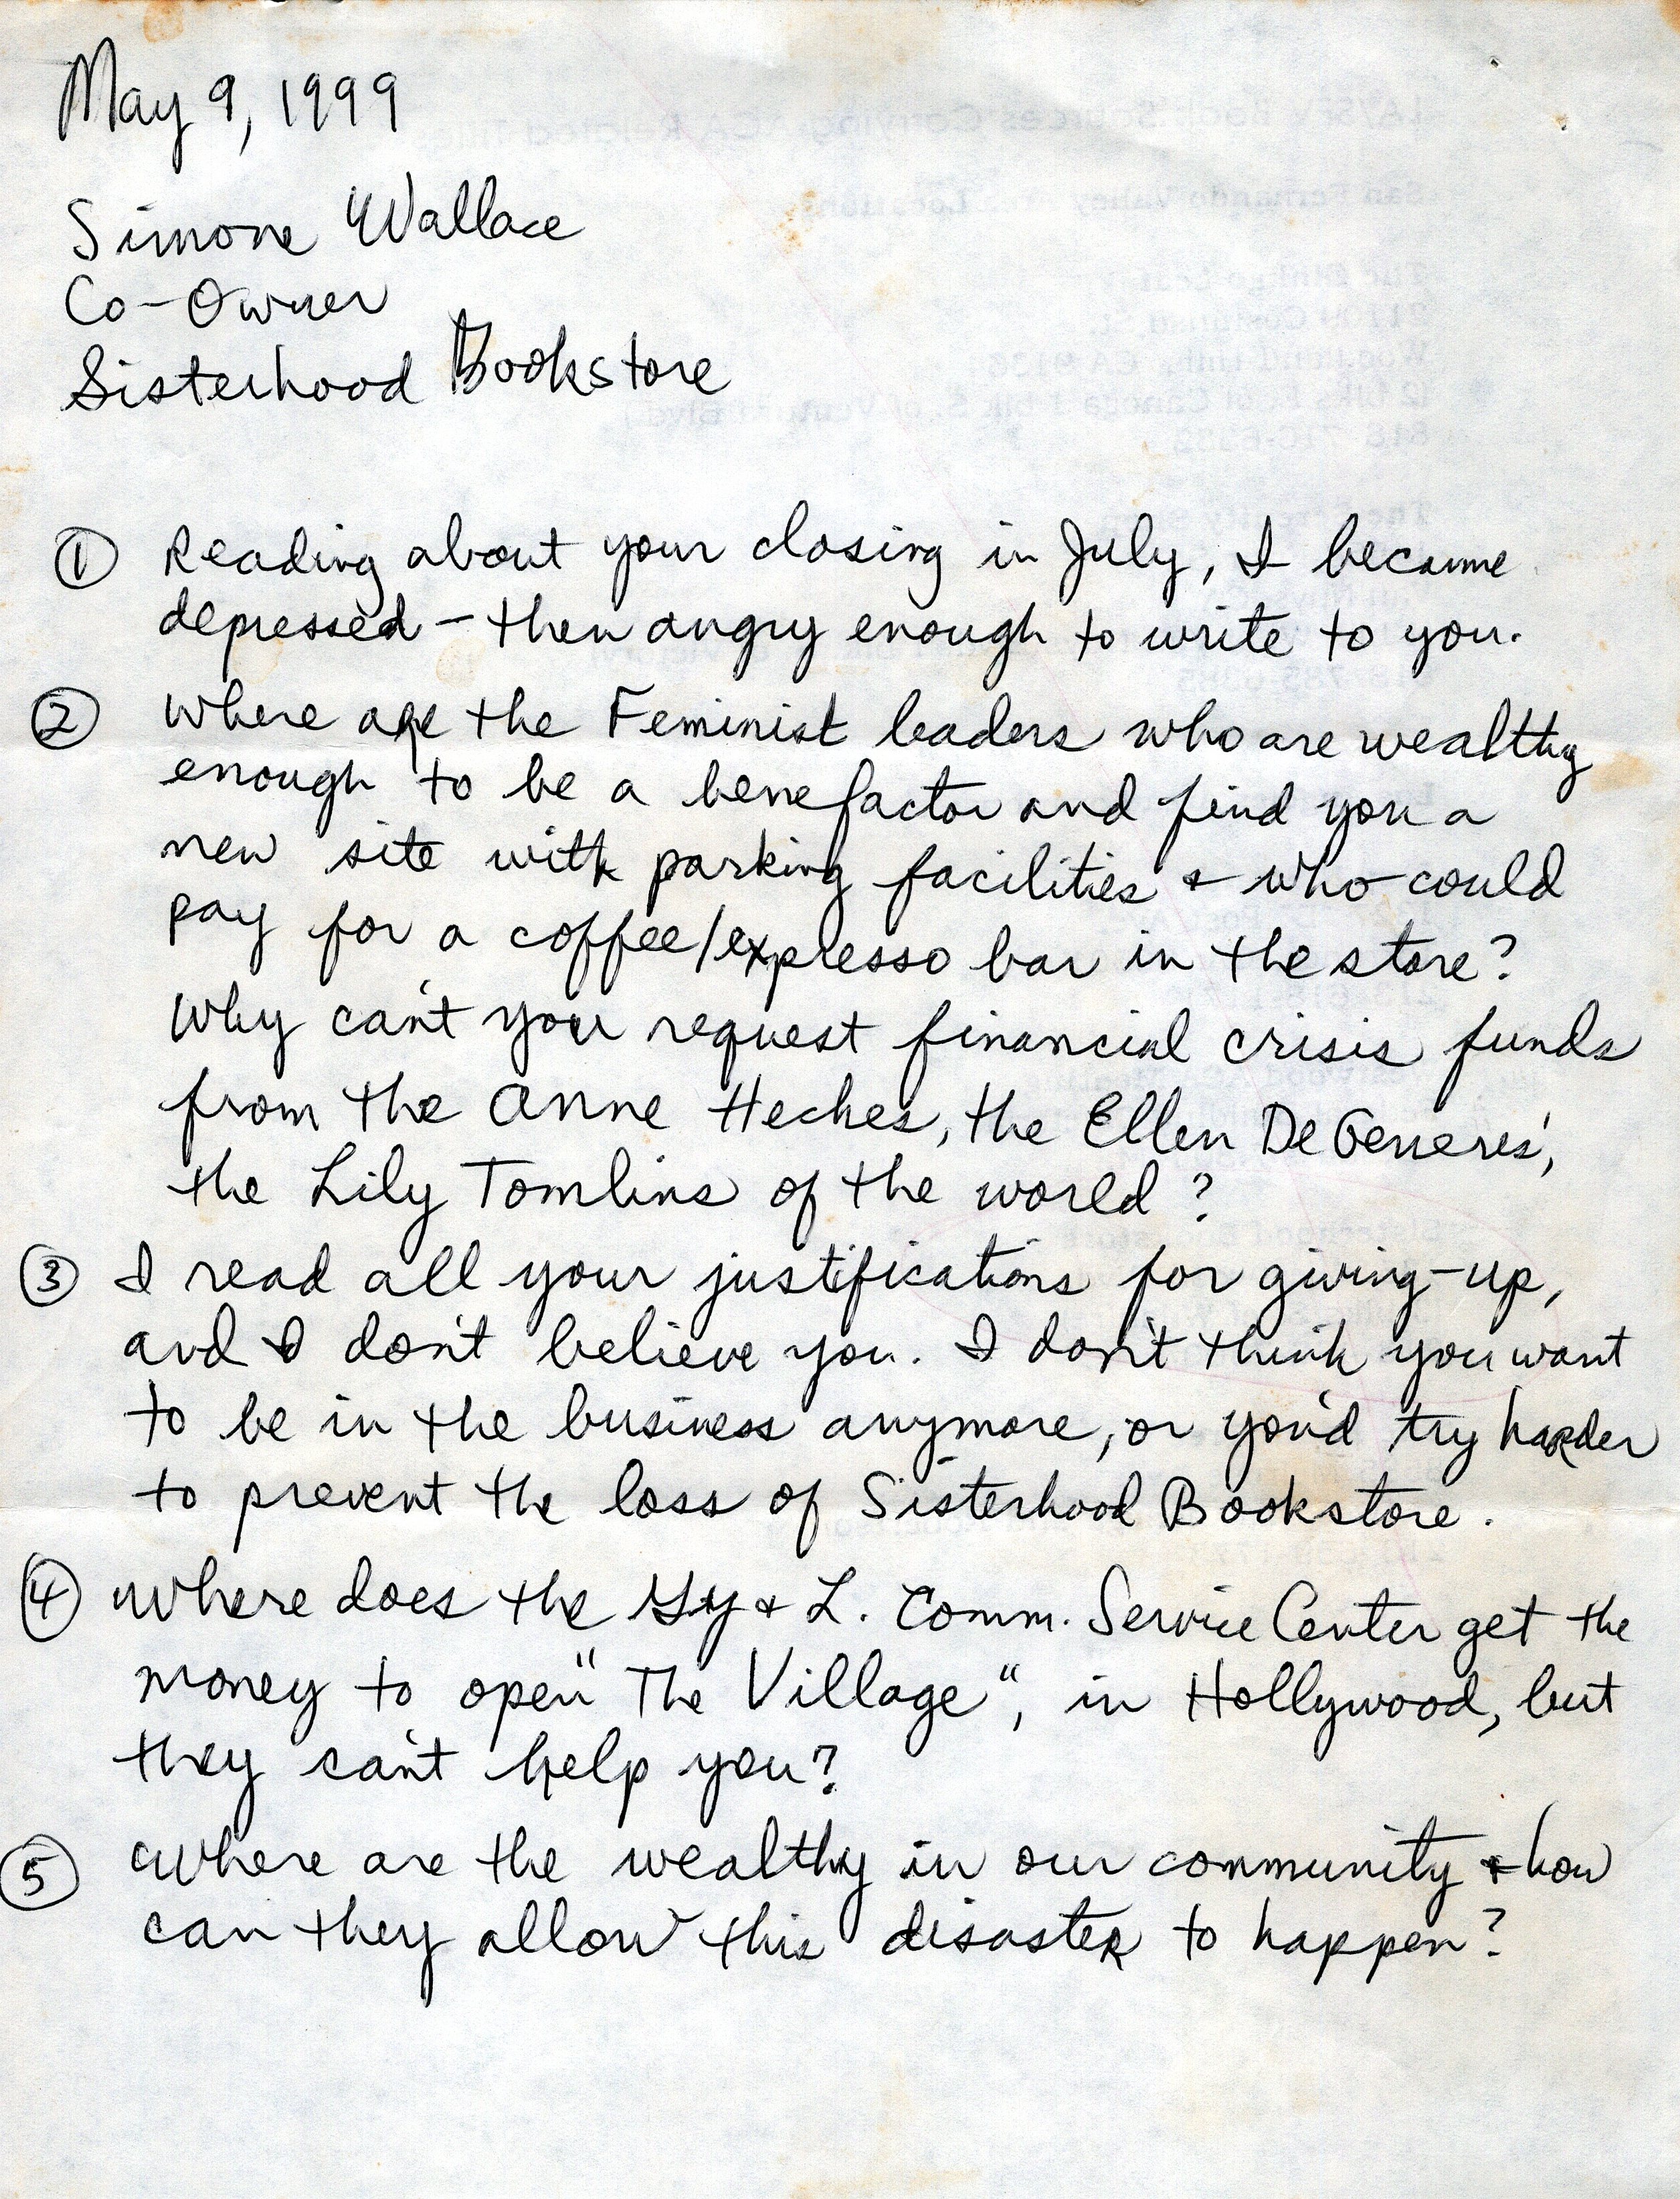 May 9, 1999
Simone Wallace
Co-Owner
Sisterhood Bookstore
① Reading about your closing in July, I became
depressed - then angry enough to write to you.
② Where are the Feminist leaders who are wealthy
enough to be a benefactor and find you a
new site with parking facilities & who could
pay for a coffee/expresso bar in the store?
Why can't you request financial crisis funds
from the Anne Heches, the Ellen DeGeneres',
the Lily Tomlins of the world?
③ I read all your justifications for giving-up,
and I don't believe you. I don't think you want
to be in the business anymore, or you'd try harder
to prevent the loss of Sisterhood Bookstore.
④ Where does the & L. Comm. Service Center get the
money to open "The Village", in Hollywood, but
they can't help you?
⑤ Where are the wealthy in our community & how
can they allow this disaster to happen?